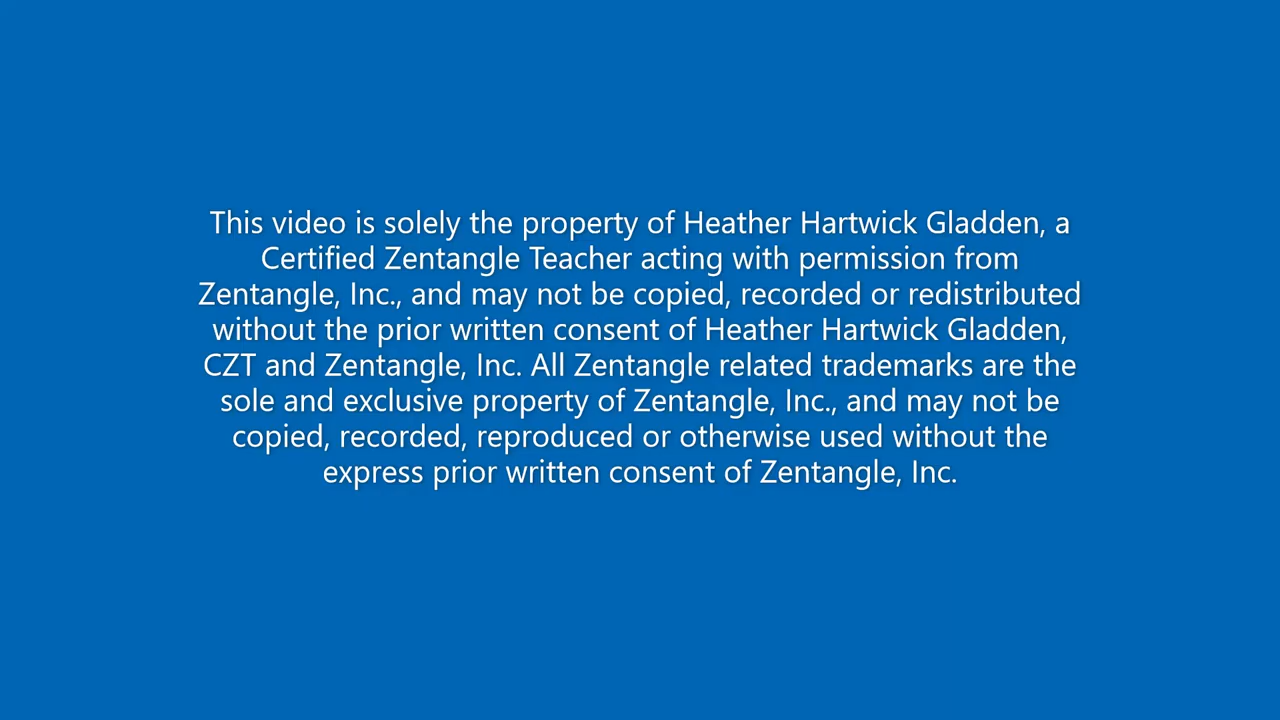 This video is solely the property of Heather Hartwick Gladden, a
Certified Zentangle Teacher acting with permission from
Zentangle, Inc., and may not be copied, recorded or redistributed
without the prior written consent of Heather Hartwick Gladden,
CZT and Zentangle, Inc. All Zentangle related trademarks are the
sole and exclusive property of Zentangle, Inc., and may not be
copied, recorded, reproduced or otherwise used without the
express prior written consent of Zentangle, Inc.